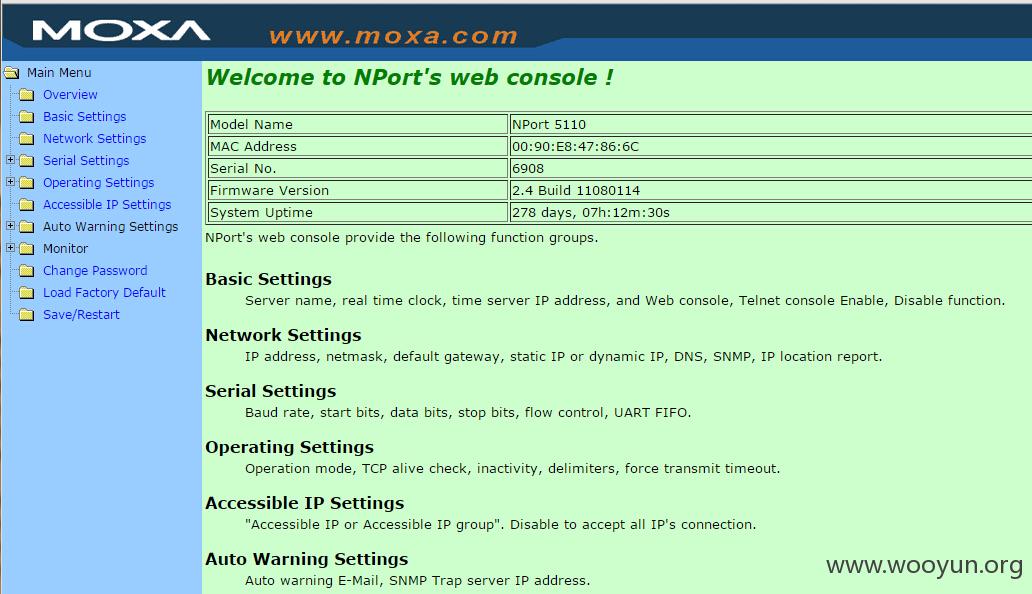 MOXA www.moxa.com
Main Menu
Overview
Basic Settings
Network Settings
Serial Settings
Operating Settings
Accessible IP Settings
Auto Warning Settings
Monitor
Change Password
Load Factory Default
Save/Restart
Welcome to NPort's web console !
Model Name NPort 5110
MAC Address 00:90:E8:47:86:6C
Serial No. 6908
Firmware Version 2.4 Build 11080114
System Uptime 278 days, 07h:12m:30s
NPort's web console provide the following function groups.
Basic Settings
Server name, real time clock, time server IP address, and Web console, Telnet console Enable, Disable function.
Network Settings
IP address, netmask, default gateway, static IP or dynamic IP, DNS, SNMP, IP location report.
Serial Settings
Baud rate, start bits, data bits, stop bits, flow control, UART FIFO.
Operating Settings
Operation mode, TCP alive check, inactivity, delimiters, force transmit timeout.
Accessible IP Settings
"Accessible IP or Accessible IP group". Disable to accept all IP's connection.
Auto Warning Settings
Auto warning E-Mail, SNMP Trap server IP address.
www.wooyun.org